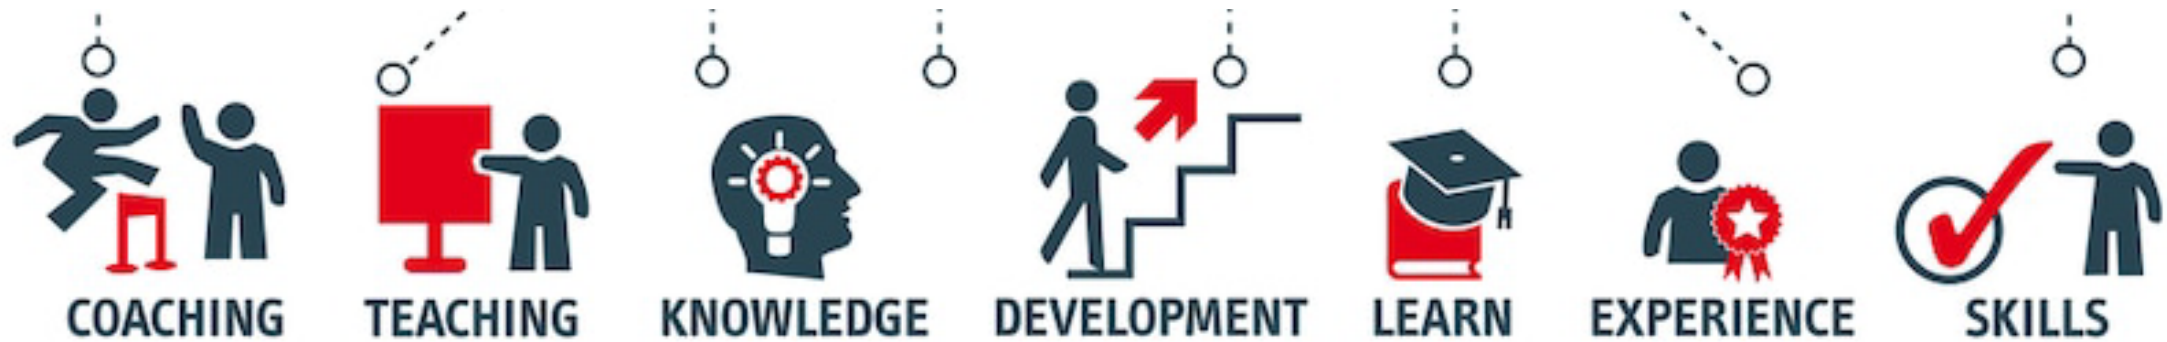 COACHING TEACHING KNOWLEDGE DEVELOPMENT LEARN EXPERIENCE SKILLS